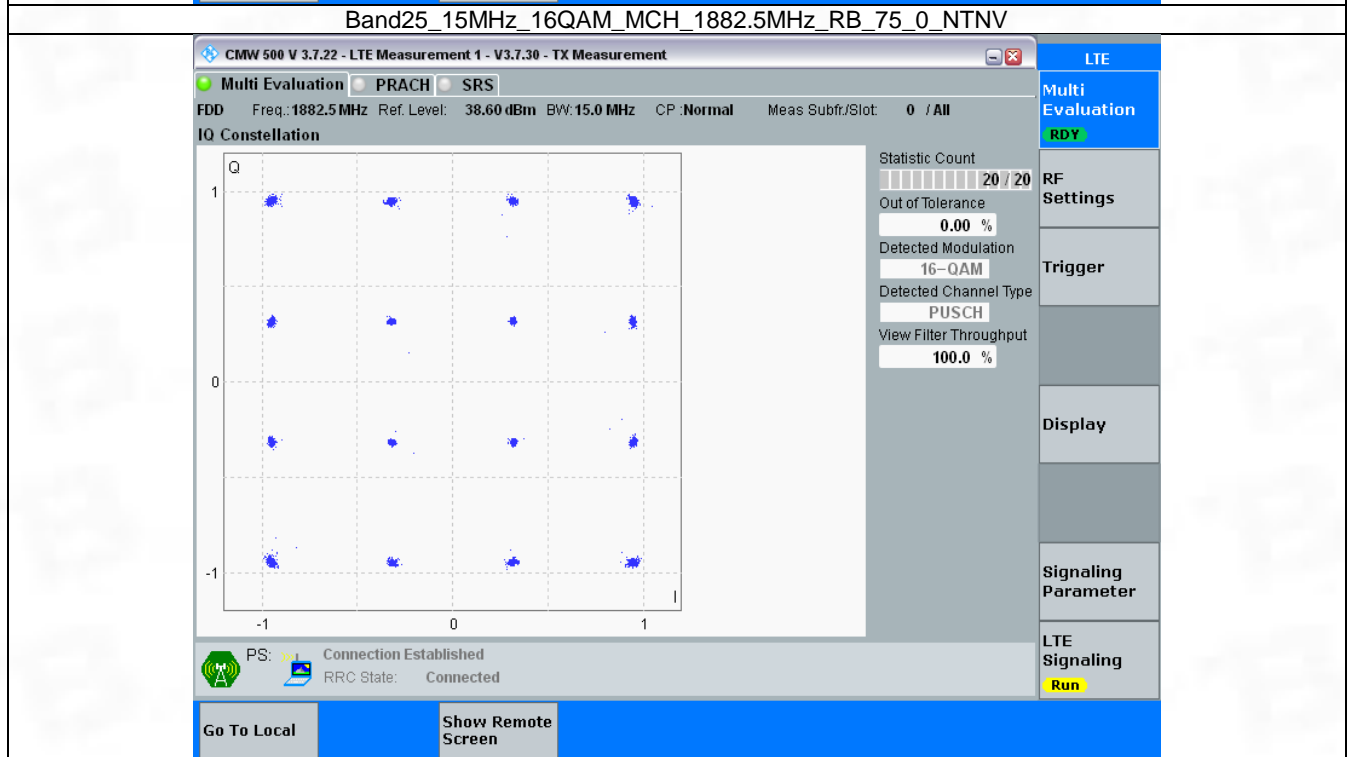 Band25_15MHz_16QAM_MCH_1882.5MHz_RB_75_0_NTNV
CMW 500 V 3.7.22 - LTE Measurement 1 - V3.7.30 - TX Measurement
LTE
Multi Evaluation PRACH SRS
Multi
Evaluation
RDY
FDD Freq.:1882.5 MHz Ref. Level: 38.60 dBm BW:15.0 MHz CP :Normal Meas Subfr./Slot: 0 / All
IQ Constellation
Q
1
0
-1
I
-1 0 1
Statistic Count
20 / 20
Out of Tolerance
0.00 %
Detected Modulation
16-QAM
Detected Channel Type
PUSCH
View Filter Throughput
100.0 %
RF
Settings
Trigger
Display
Signaling
Parameter
LTE
Signaling
Run
PS: Connection Established
RRC State: Connected
Go To Local
Show Remote
Screen